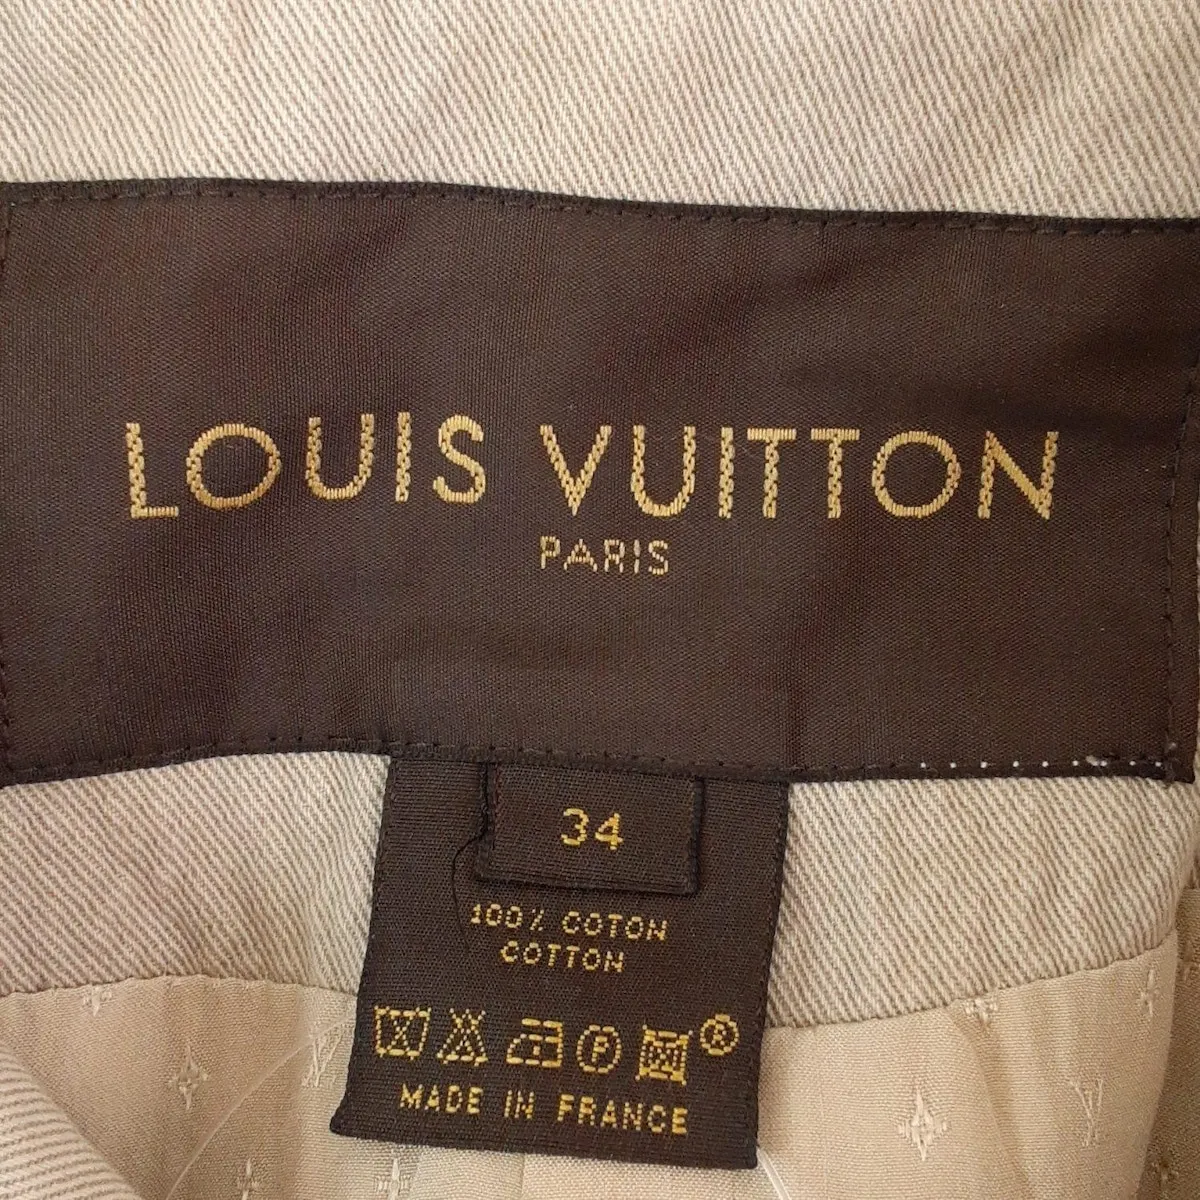 LOUIS VUITTON
PARIS
34
100% COTON
COTTON
P ®
MADE IN FRANCE